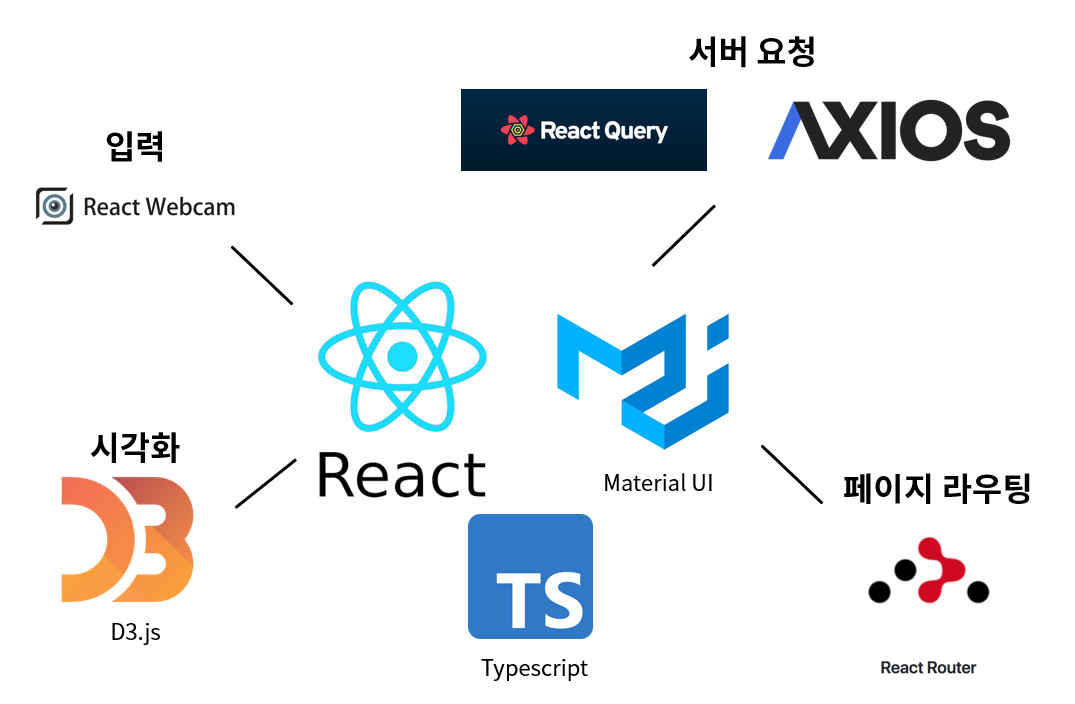 서버 요청
React Query
AXIOS
입력
React Webcam
React
Material UI
시각화
D3
D3.js
TS
Typescript
페이지 라우팅
React Router